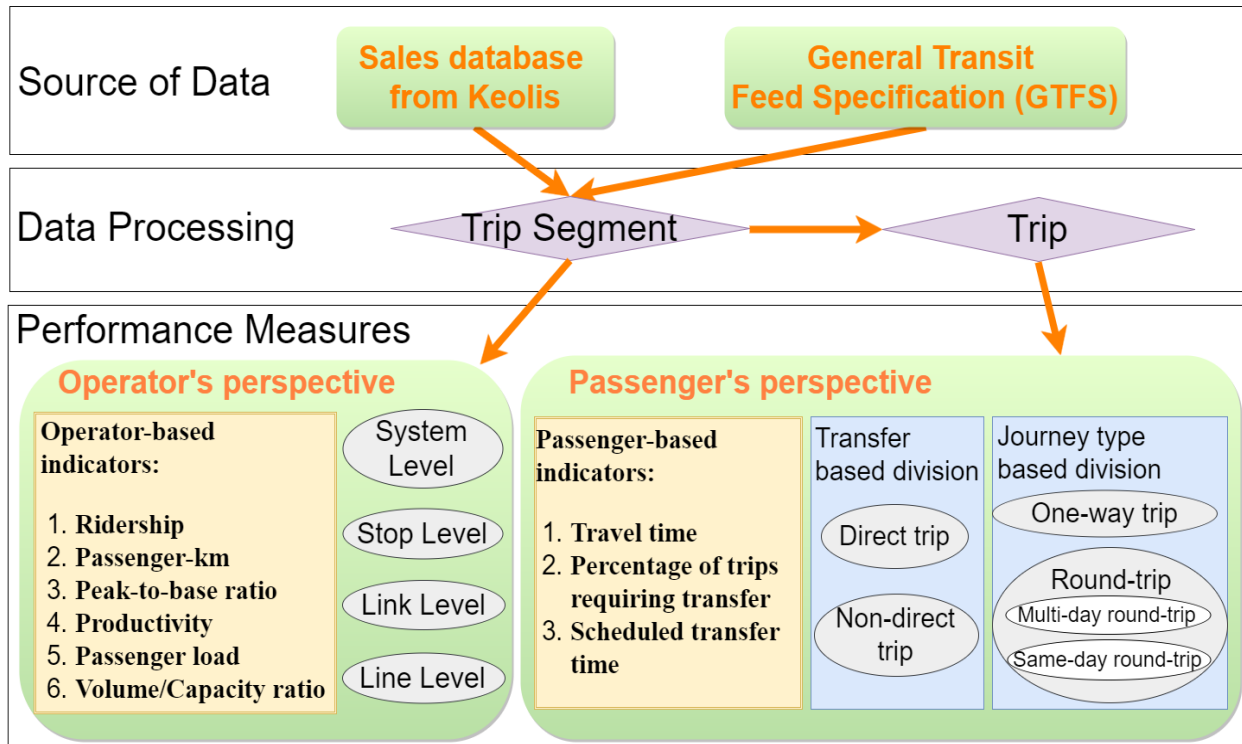 Source of Data
Sales database
from Keolis
General Transit
Feed Specification (GTFS)
Data Processing
Trip Segment
Trip
Performance Measures
Operator's perspective
Operator-based
indicators:
1. Ridership
2. Passenger-km
3. Peak-to-base ratio
4. Productivity
5. Passenger load
6. Volume/Capacity ratio
System
Level
Stop Level
Link Level
Line Level
Passenger's perspective
Passenger-based
indicators:
1. Travel time
2. Percentage of trips
requiring transfer
3. Scheduled transfer
time
Transfer
based division
Direct trip
Non-direct
trip
Journey type
based division
One-way trip
Round-trip
Multi-day round-trip
Same-day round-trip